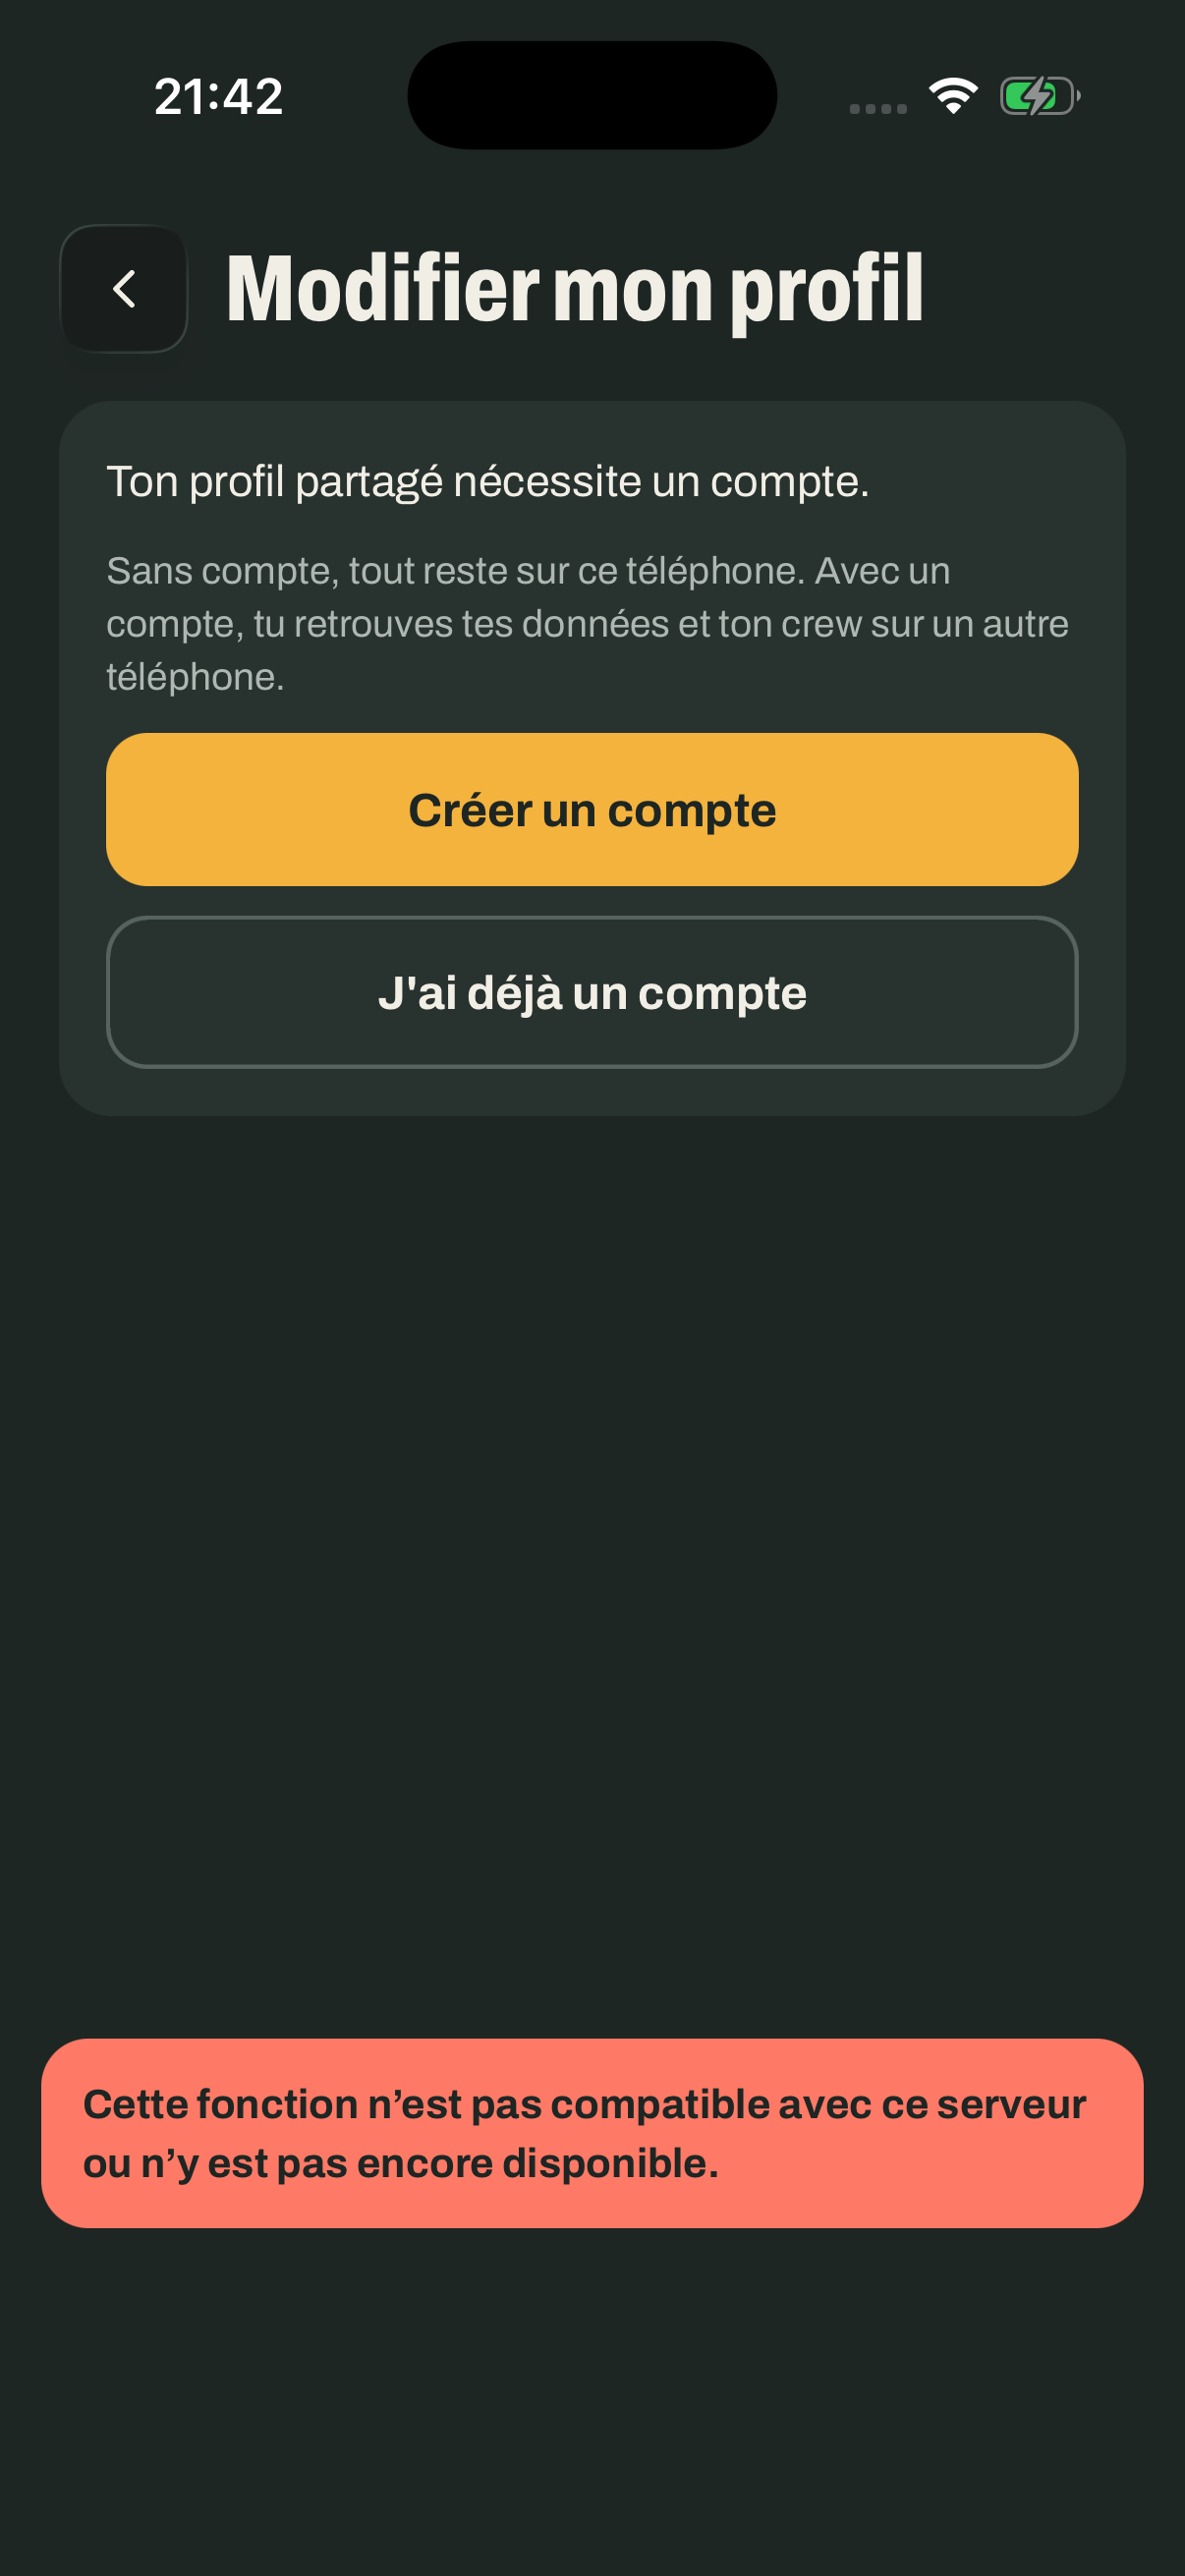 21:42
Modifier mon profil
Ton profil partagé nécessite un compte.
Sans compte, tout reste sur ce téléphone. Avec un
compte, tu retrouves tes données et ton crew sur un autre
téléphone.
Créer un compte
J'ai déjà un compte
Cette fonction n’est pas compatible avec ce serveur
ou n’y est pas encore disponible.